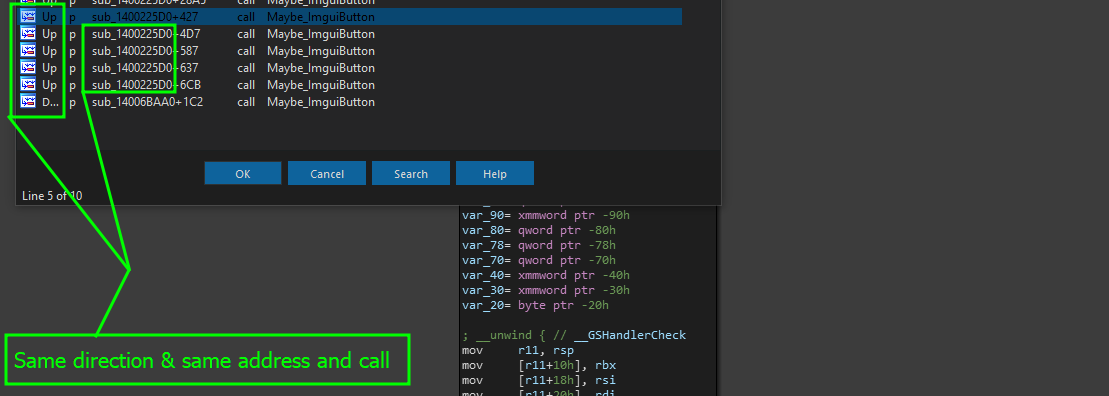 Up p sub_1400225D0+28A5 call Maybe_ImguiButton
Up p sub_1400225D0+427 call Maybe_ImguiButton
Up p sub_1400225D0+4D7 call Maybe_ImguiButton
Up p sub_1400225D0+587 call Maybe_ImguiButton
Up p sub_1400225D0+637 call Maybe_ImguiButton
Up p sub_1400225D0+6CB call Maybe_ImguiButton
D... p sub_14006BAA0+1C2 call Maybe_ImguiButton
OK Cancel Search Help
Line 5 of 10
var_90= xmmword ptr -90h
var_80= qword ptr -80h
var_78= qword ptr -78h
var_70= qword ptr -70h
var_40= xmmword ptr -40h
var_30= xmmword ptr -30h
var_20= byte ptr -20h
; __unwind { // __GSHandlerCheck
mov r11, rsp
mov [r11+10h], rbx
mov [r11+18h], rsi
mov [r11+20h], rdi
Same direction & same address and call